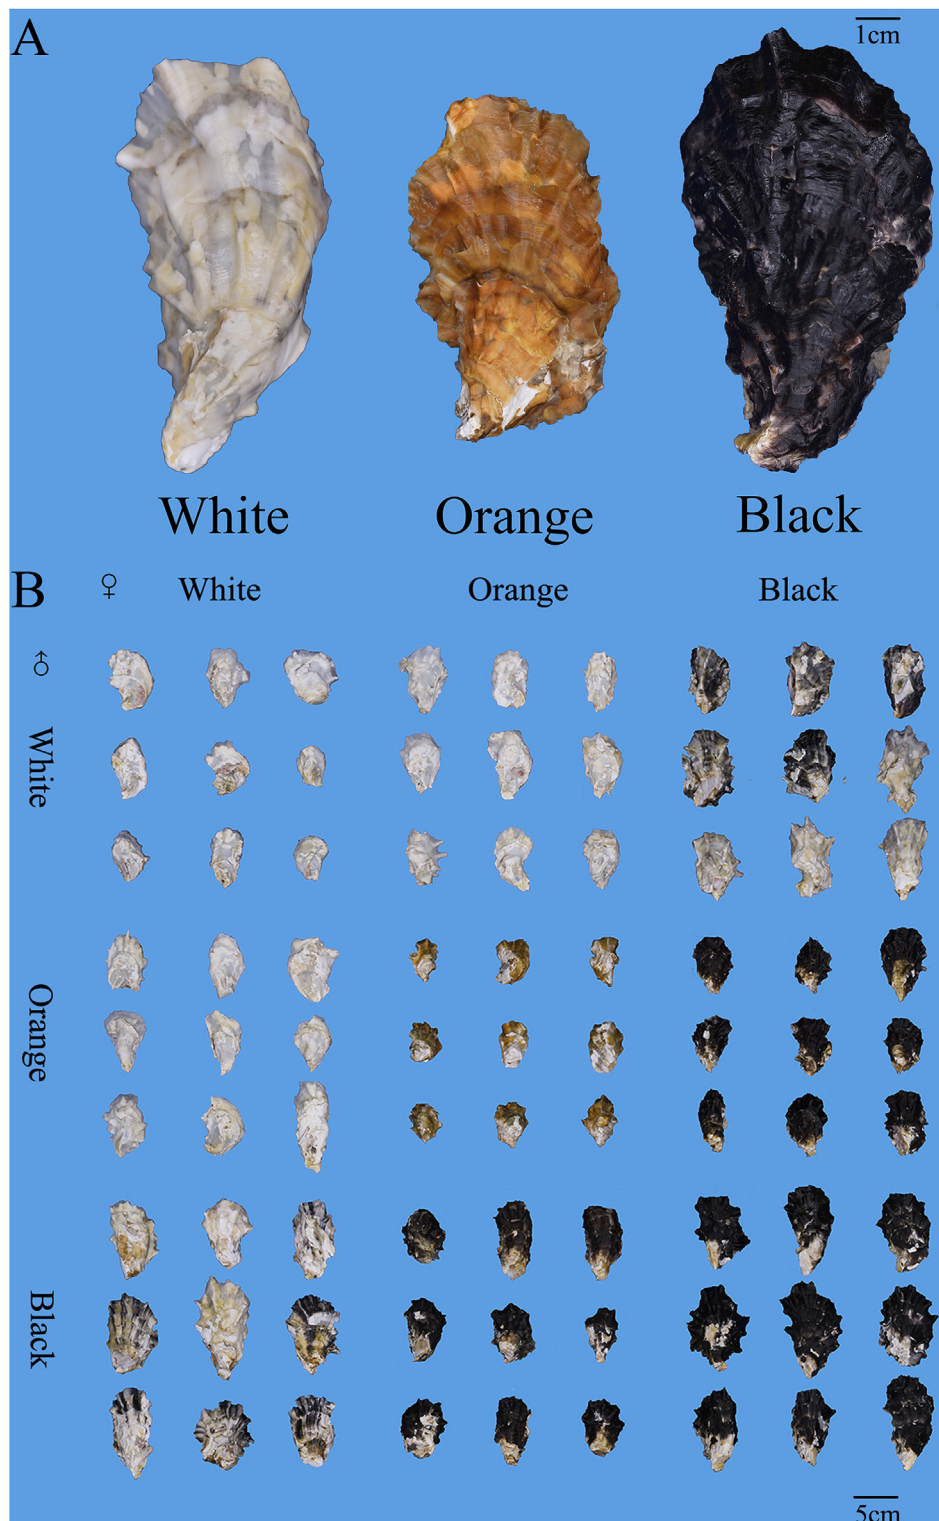 A
1cm
White
Orange
Black
B
♀
White
Orange
Black
♂
White
Orange
Black
5cm